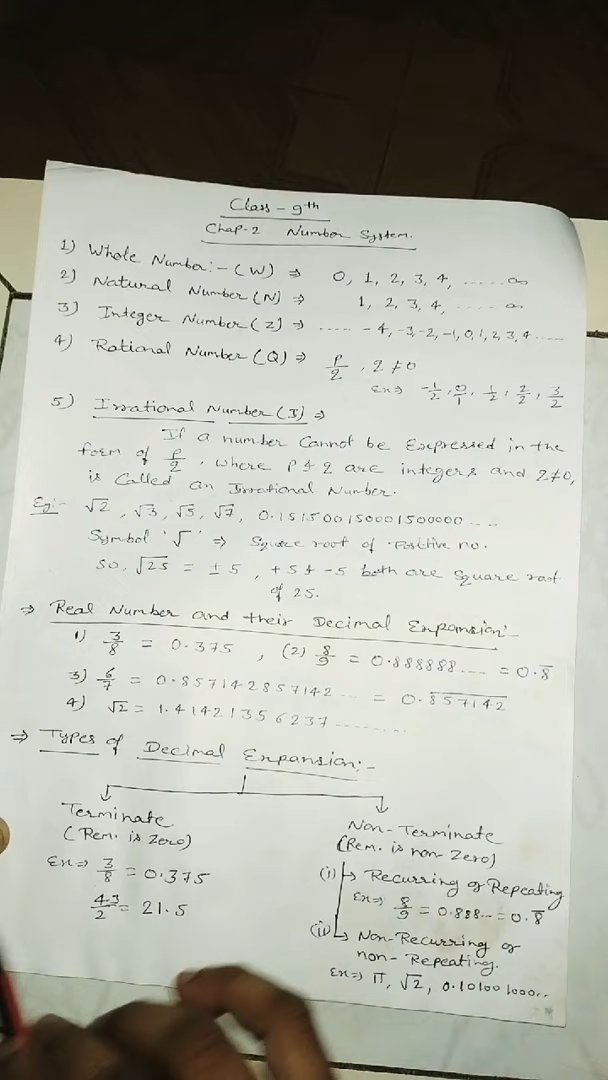 Class - 9th
Chap-2 Number System.
1) Whole Number:- (W) ⇒ 0, 1, 2, 3, 4, ...... ∞
2) Natural Number (N) ⇒ 1, 2, 3, 4, ...... ∞
3) Integer Number (Z) ⇒ ..... -4, -3, -2, -1, 0, 1, 2, 3, 4 .....
4) Rational Number (Q) ⇒ p/q, q ≠ 0
Ex ⇒ -1/2, 0/1, 1/2, 2/2, 3/2
5) Irrational Number (I) ⇒
If a number Cannot be Expressed in the
form of p/q, where p & q are integers and q≠0,
is Called an Irrational Number.
Eg:- √2, √3, √5, √7, 0.151500150001500000 ....
Symbol '√' ⇒ Square root of Positive no.
So, √25 = ± 5, +5 & -5 both are Square root
of 25.
⇒ Real Number and their Decimal Expansion:-
1) 3/8 = 0.375, (2) 8/9 = 0.888888.... = 0.8̅
3) 6/7 = 0.857142857142 ... = 0.8̅5̅7̅1̅4̅2̅
4) √2 = 1.41421356237 ........
⇒ Types of Decimal Expansion:-
Terminate
(Rem. is Zero)
Ex ⇒ 3/8 = 0.375
43/2 = 21.5
Non-Terminate
(Rem. is non-Zero)
(i) ↳ Recurring or Repeating
Ex ⇒ 8/9 = 0.888... = 0.8̅
(ii) ↳ Non-Recurring or
non-Repeating.
Ex ⇒ π, √2, 0.10100 1000..